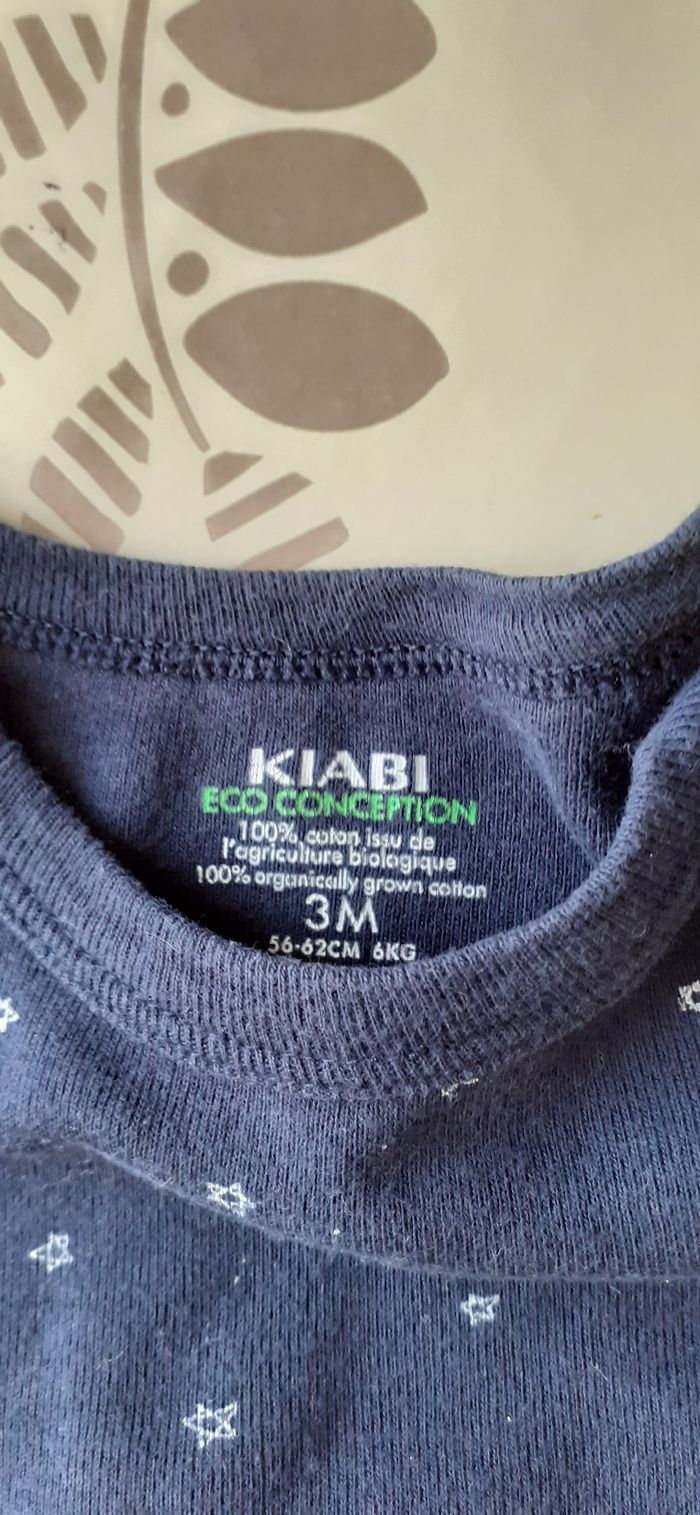 KIABI
ECO CONCEPTION
100% coton issu de
l'agriculture biologique
100% organically grown cotton
3M
56-62CM 6KG